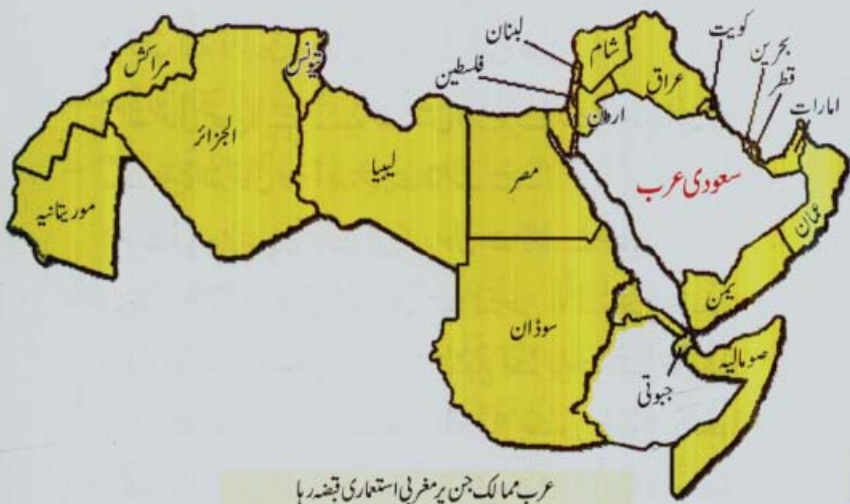 لبنان
کویت
بحرین
شام
مراکش
تیونس
فلسطین
عراق
قطر
امارات
اردن
الجزائر
لیبیا
مصر
سعودی عرب
موریتانیہ
عمان
یمن
سوڈان
صومالیہ
جبوتی
عرب ممالک جن پر مغربی استعماری قبضہ رہا